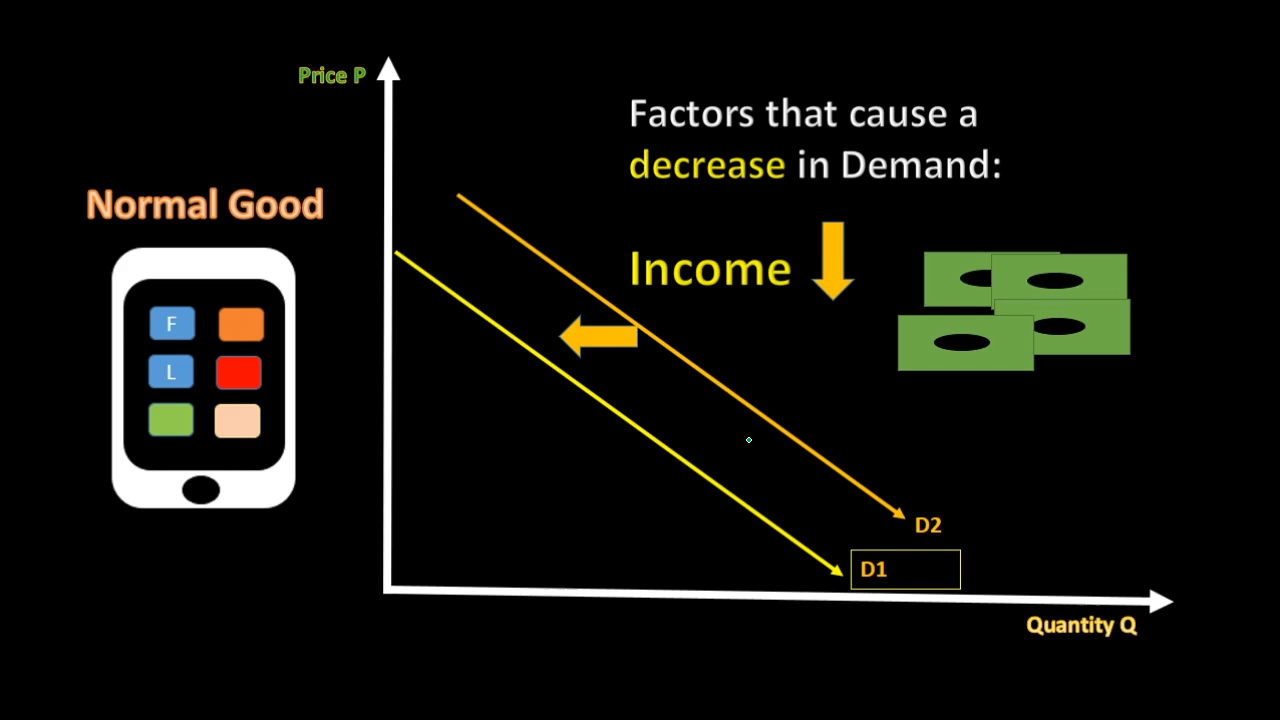 Price P
Factors that cause a
decrease in Demand:
Normal Good
Income
F
L
D2
D1
Quantity Q